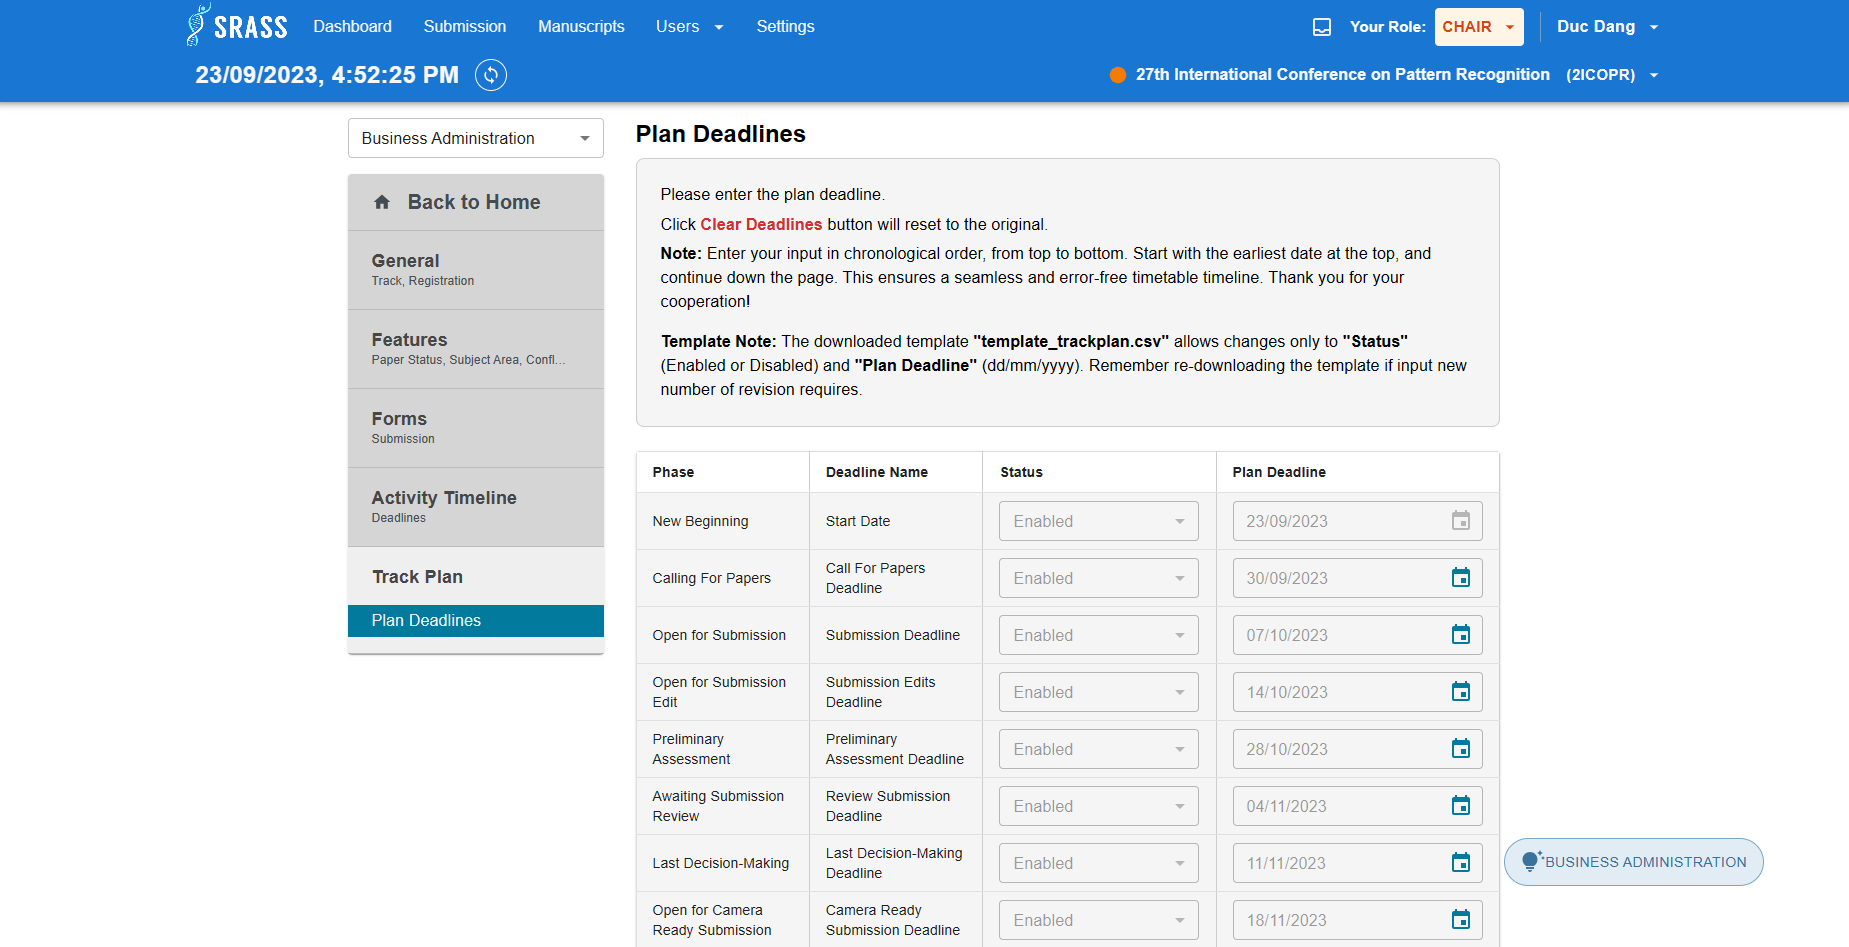 SRASS Dashboard Submission Manuscripts Users Settings Your Role: CHAIR Duc Dang
23/09/2023, 4:52:25 PM 27th International Conference on Pattern Recognition (2ICOPR)
Business Administration
Back to Home
General
Track, Registration
Features
Paper Status, Subject Area, Confl...
Forms
Submission
Activity Timeline
Deadlines
Track Plan
Plan Deadlines
Plan Deadlines
Please enter the plan deadline.
Click Clear Deadlines button will reset to the original.
Note: Enter your input in chronological order, from top to bottom. Start with the earliest date at the top, and
continue down the page. This ensures a seamless and error-free timetable timeline. Thank you for your
cooperation!
Template Note: The downloaded template "template_trackplan.csv" allows changes only to "Status"
(Enabled or Disabled) and "Plan Deadline" (dd/mm/yyyy). Remember re-downloading the template if input new
number of revision requires.
Phase Deadline Name Status Plan Deadline
New Beginning Start Date Enabled 23/09/2023
Calling For Papers Call For Papers
Deadline Enabled 30/09/2023
Open for Submission Submission Deadline Enabled 07/10/2023
Open for Submission
Edit Submission Edits
Deadline Enabled 14/10/2023
Preliminary
Assessment Preliminary
Assessment Deadline Enabled 28/10/2023
Awaiting Submission
Review Review Submission
Deadline Enabled 04/11/2023
Last Decision-Making Last Decision-Making
Deadline Enabled 11/11/2023
Open for Camera
Ready Submission Camera Ready
Submission Deadline Enabled 18/11/2023
BUSINESS ADMINISTRATION